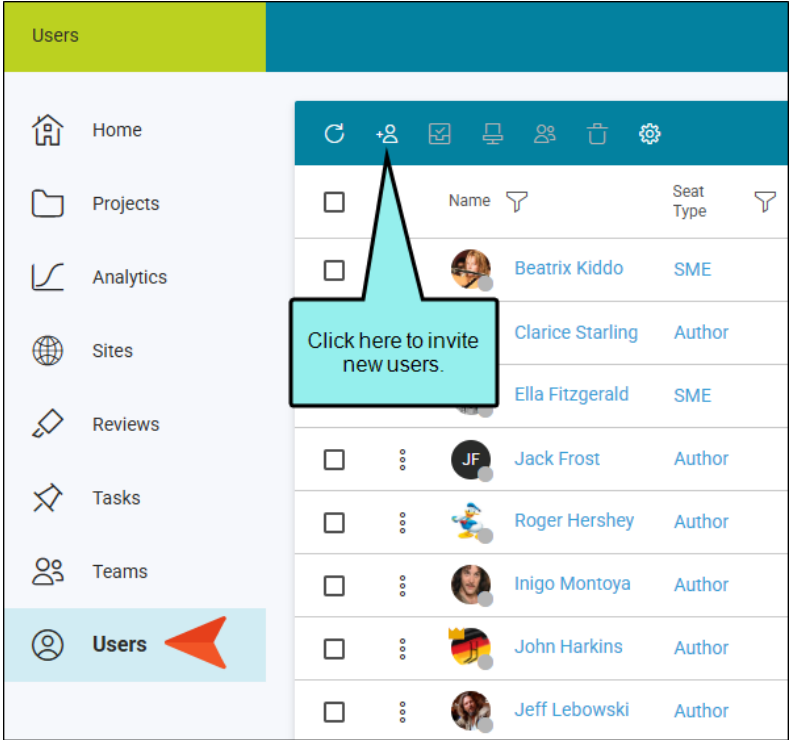 Users
Home
Projects
Analytics
Sites
Reviews
Tasks
Teams
Users
Name
Seat
Type
Beatrix Kiddo SME
Click here to invite
new users.
Clarice Starling Author
Ella Fitzgerald SME
JF Jack Frost Author
Roger Hershey Author
Inigo Montoya Author
John Harkins Author
Jeff Lebowski Author